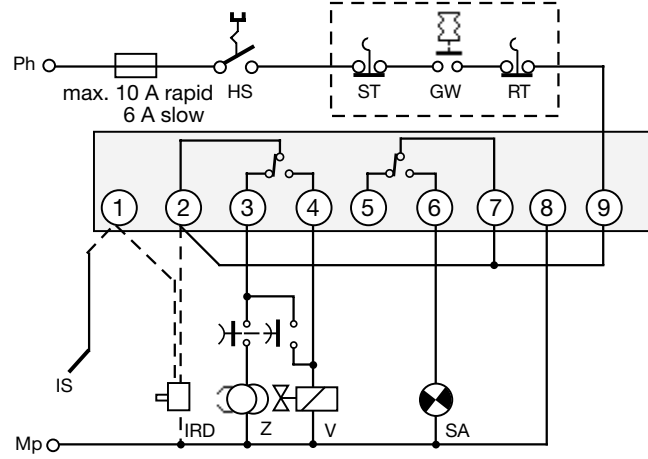 Ph
max. 10 A rapid
6 A slow
HS
ST
GW
RT
1 2 3 4 5 6 7 8 9
IS
IRD
Z
V
SA
Mp